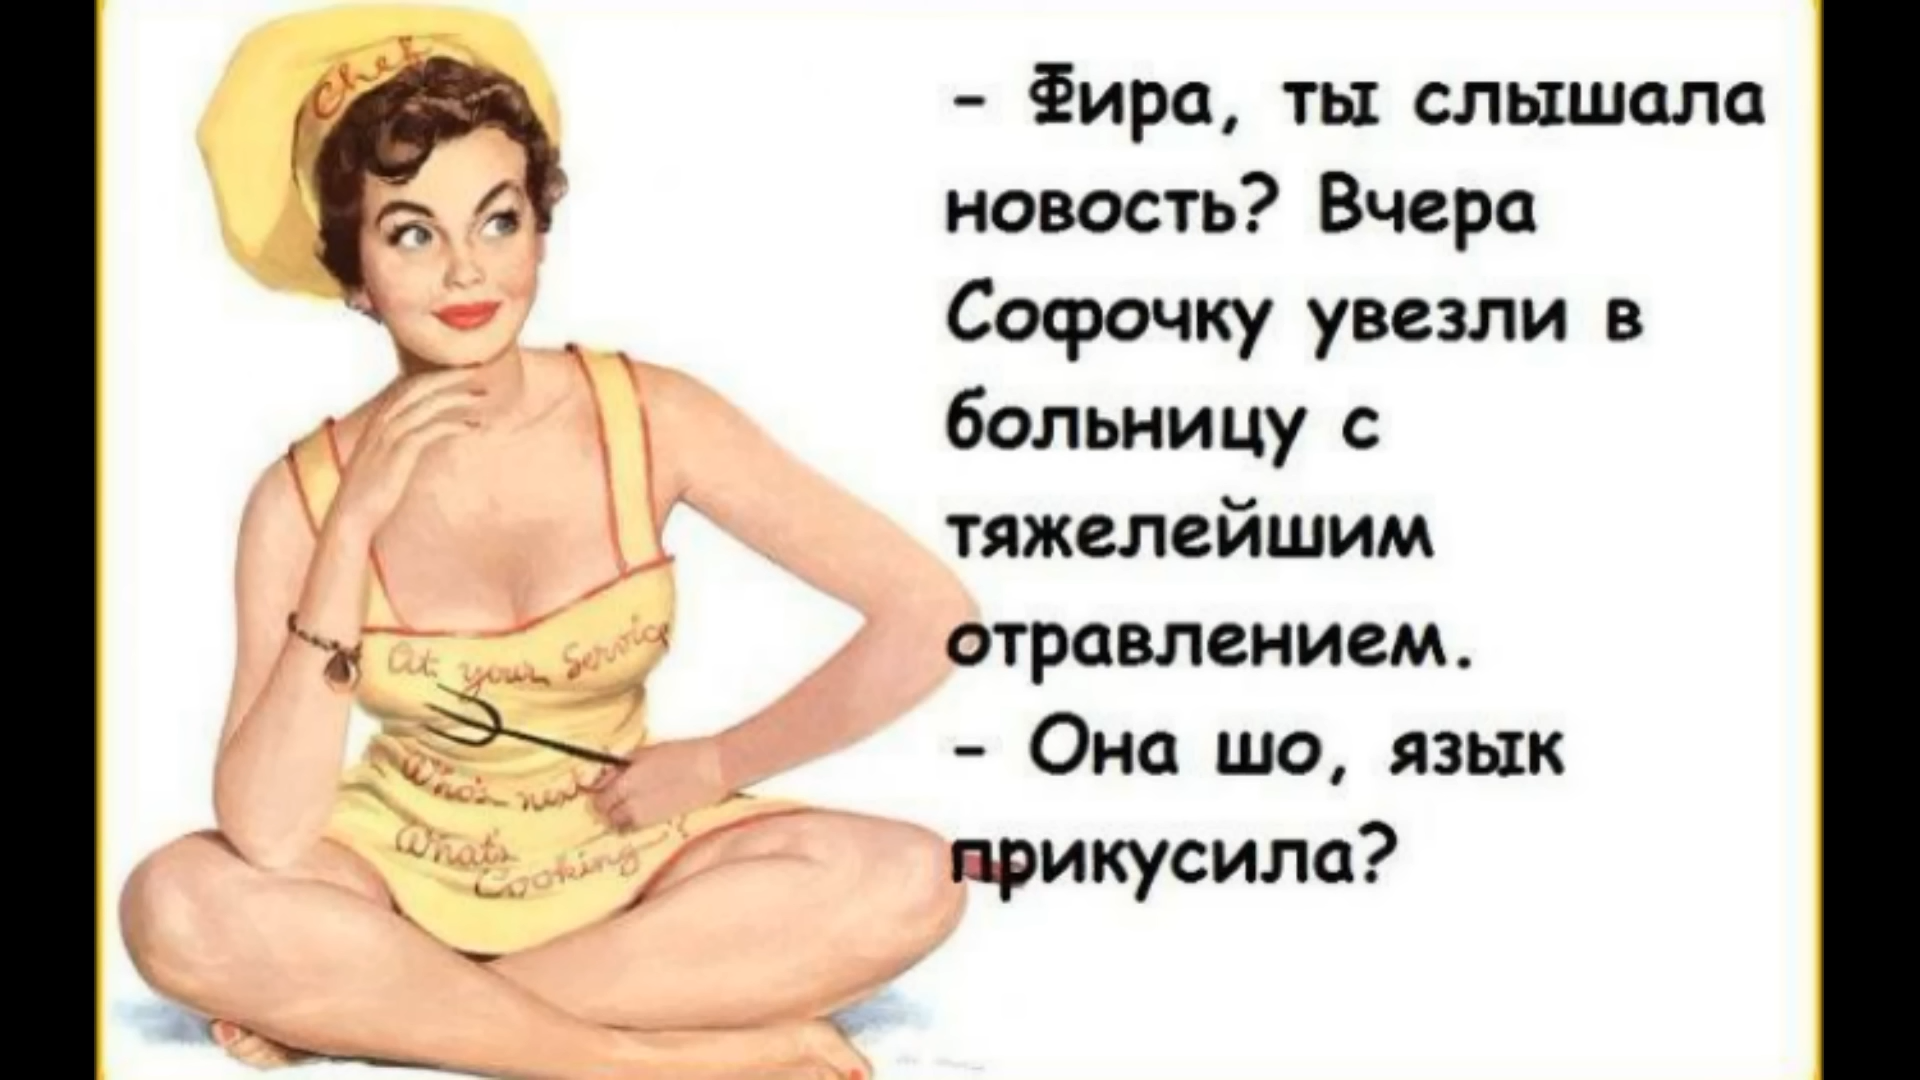 Chef
At your Service
Who's next?
What's
Cooking?
- Фира, ты слышала
новость? Вчера
Софочку увезли в
больницу с
тяжелейшим
отравлением.
- Она шо, язык
прикусила?